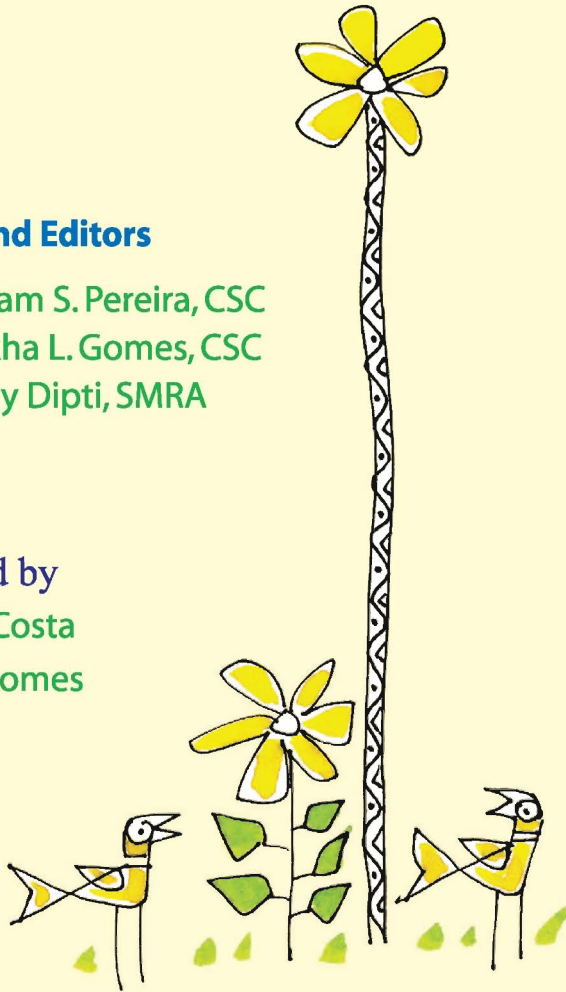 nd Editors
am S. Pereira, CSC
ha L. Gomes, CSC
y Dipti, SMRA
d by
Costa
omes